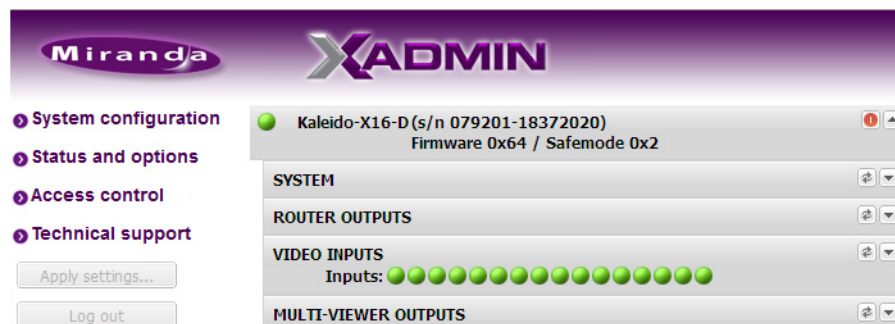 Miranda
XADMIN
System configuration
Status and options
Access control
Technical support
Apply settings...
Log out
Kaleido-X16-D (s/n 079201-18372020)
Firmware 0x64 / Safemode 0x2
SYSTEM
ROUTER OUTPUTS
VIDEO INPUTS
Inputs:
MULTI-VIEWER OUTPUTS